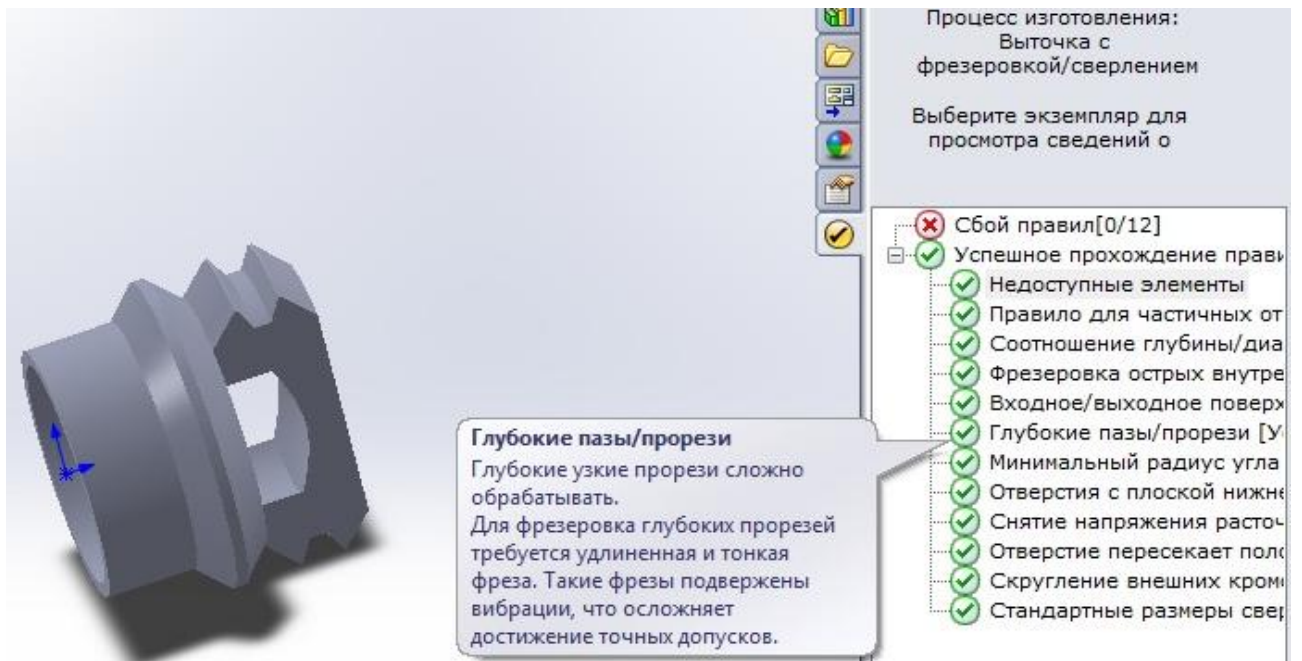 Процесс изготовления:
Выточка с
фрезеровкой/сверлением
Выберите экземпляр для
просмотра сведений о
Сбой правил[0/12]
Успешное прохождение прави
Недоступные элементы
Правило для частичных от
Соотношение глубины/диа
Фрезеровка острых внутре
Входное/выходное поверх
Глубокие пазы/прорези [Ус
Минимальный радиус угла
Отверстия с плоской нижне
Снятие напряжения расточ
Отверстие пересекает поло
Скругление внешних кромо
Стандартные размеры свер
Глубокие пазы/прорези
Глубокие узкие прорези сложно
обрабатывать.
Для фрезеровка глубоких прорезей
требуется удлиненная и тонкая
фреза. Такие фрезы подвержены
вибрации, что осложняет
достижение точных допусков.